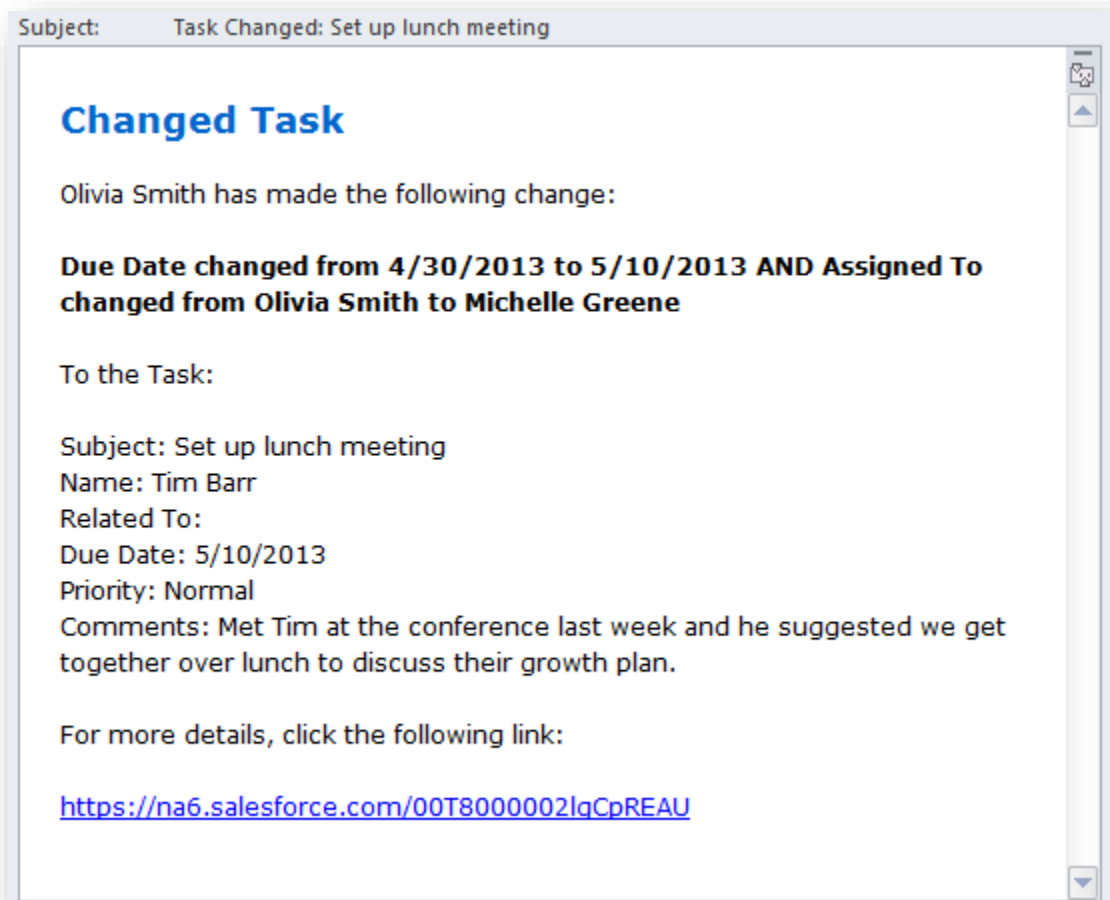 Subject: Task Changed: Set up lunch meeting
Changed Task
Olivia Smith has made the following change:
Due Date changed from 4/30/2013 to 5/10/2013 AND Assigned To
changed from Olivia Smith to Michelle Greene
To the Task:
Subject: Set up lunch meeting
Name: Tim Barr
Related To:
Due Date: 5/10/2013
Priority: Normal
Comments: Met Tim at the conference last week and he suggested we get
together over lunch to discuss their growth plan.
For more details, click the following link:
https://na6.salesforce.com/00T8000002lqCpREAU